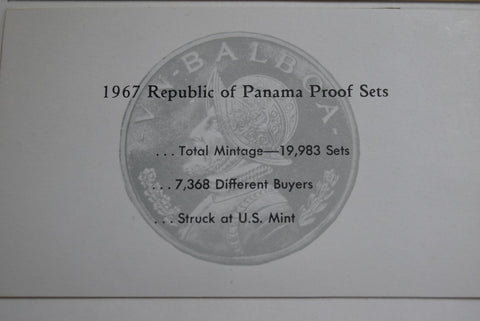 VN·BALBOA
1967 Republic of Panama Proof Sets
... Total Mintage—19,983 Sets
... 7,368 Different Buyers
... Struck at U.S. Mint